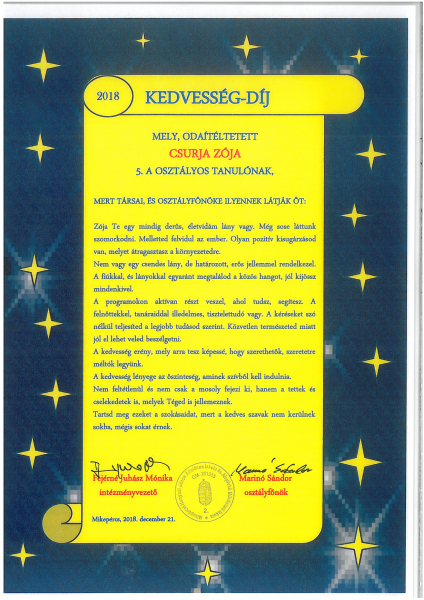 2018
KEDVESSÉG-DÍJ
MELY, ODAÍTÉLTETETT
CSURJA ZÓJA
5. A OSZTÁLYOS TANULÓNAK,
MERT TÁRSAI, ÉS OSZTÁLYFŐNÖKE ILYENNEK LÁTJÁK ŐT:
Zója Te egy mindig derűs, életvidám lány vagy. Még sose láttunk
szomorkodni. Melletted felvidul az ember. Olyan pozitív kisugárzásod
van, melyet átragasztasz a környezetedre.
Nem vagy egy csendes lány, de határozott, erős jellemmel rendelkezel.
A fiúkkal, és lányokkal egyaránt megtalálod a közös hangot, jól kijössz
mindenkivel.
A programokon aktívan részt veszel, ahol tudsz, segítesz. A
felnőttekkel, tanáraiddal illedelmes, tisztelettudó vagy. A kéréseket szó
nélkül teljesíted a legjobb tudásod szerint. Közvetlen természeted miatt
jól el lehet veled beszélgetni.
A kedvesség erény, mely arra tesz képessé, hogy szerethetők, szeretetre
méltók legyünk.
A kedvesség lényege az őszinteség, aminek szívből kell indulnia.
Nem feltétlenül és nem csak a mosoly fejezi ki, hanem a tettek és
cselekedetek is, melyek Téged is jellemeznek.
Tartsd meg ezeket a szokásaidat, mert a kedves szavak nem kerülnek
sokba, mégis sokat érnek.
Marinó Sándor
Fejérné Juhász Mónika
intézményvezető
2.
Marinó Sándor
osztályfőnök
Mikepércs, 2018. december 21.